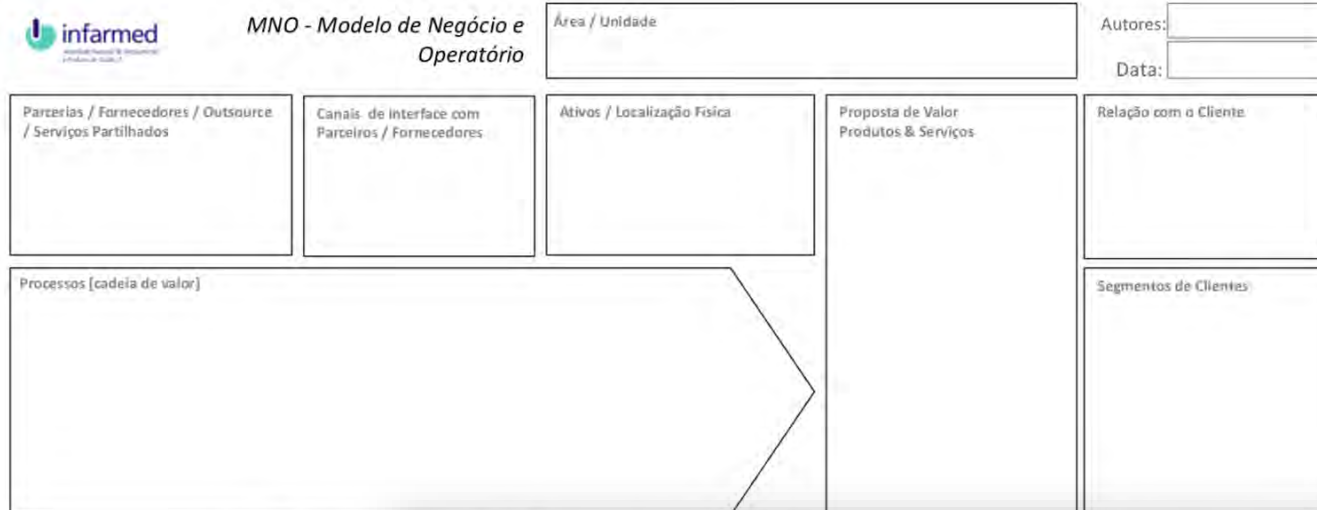 infarmed
MNO - Modelo de Negócio e
Operatório
Área / Unidade
Autores:
Data:
Parcerias / Fornecedores / Outsource
/ Serviços Partilhados
Canais de Interface com
Parceiros / Fornecedores
Ativos / Localização Fisica
Proposta de Valor
Produtos & Serviços
Relação com o Cliente
Processos [cadeia de valor]
Segmentos de Clientes